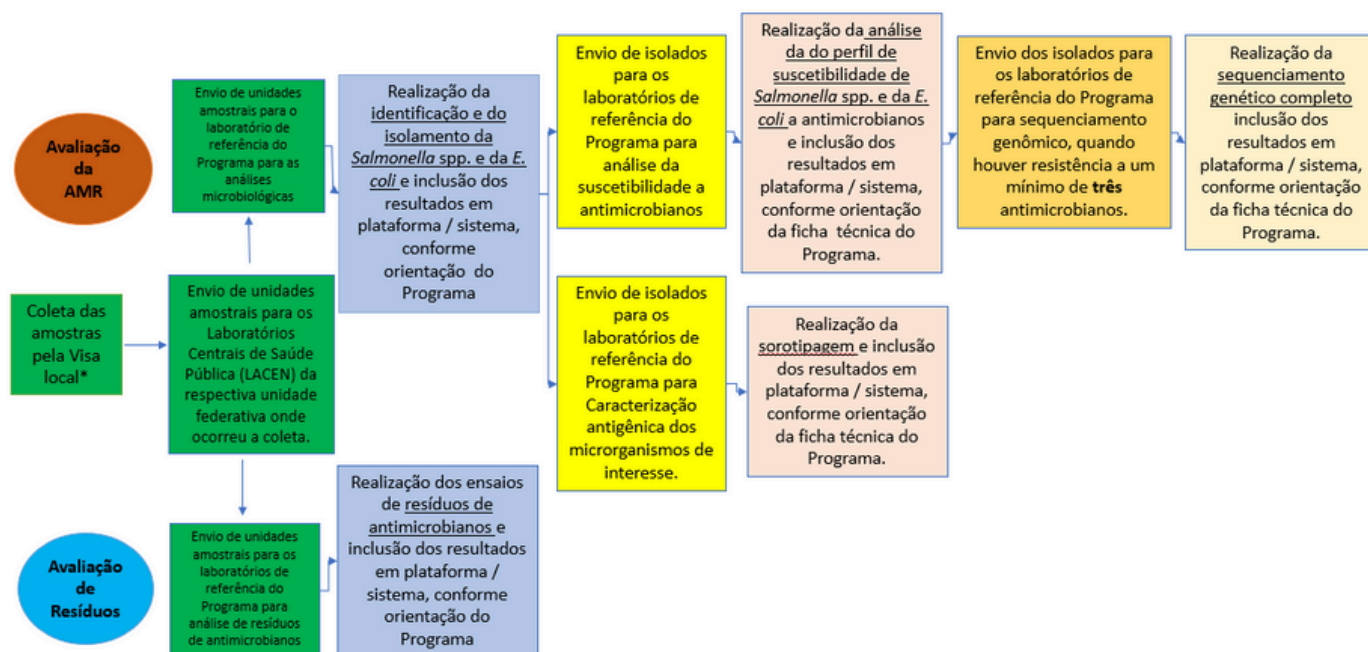 Avaliação
da
AMR
Envio de unidades
amostrais para o
laboratório de
referência do
Programa para as
análises
microbiológicas
Realização da
identificação e do
isolamento da
Salmonella spp. e da E.
coli e inclusão dos
resultados em
plataforma / sistema,
conforme
orientação do
Programa
Envio de isolados
para os
laboratórios de
referência do
Programa para
análise da
suscetibilidade a
antimicrobianos
Realização da análise
da do perfil de
suscetibilidade de
Salmonella spp. e da E.
coli a antimicrobianos
e inclusão dos
resultados em
plataforma / sistema,
conforme orientação
da ficha técnica do
Programa.
Envio dos isolados para
os laboratórios de
referência do Programa
para sequenciamento
genômico, quando
houver resistência a um
mínimo de três
antimicrobianos.
Realização da
sequenciamento
genético completo
inclusão dos
resultados em
plataforma / sistema,
conforme orientação
da ficha técnica do
Programa.
Coleta das
amostras
pela Visa
local*
Envio de unidades
amostrais para os
Laboratórios
Centrais de Saúde
Pública (LACEN) da
respectiva unidade
federativa onde
ocorreu a coleta.
Envio de isolados
para os
laboratórios de
referência do
Programa para
Caracterização
antigênica dos
microrganismos de
interesse.
Realização da
sorotipagem e inclusão
dos resultados em
plataforma / sistema,
conforme orientação
da ficha técnica do
Programa.
Avaliação
de
Resíduos
Envio de unidades
amostrais para os
laboratórios de
referência do
Programa para
análise de resíduos
de antimicrobianos
Realização dos ensaios
de resíduos de
antimicrobianos e
inclusão dos resultados
em plataforma /
sistema, conforme
orientação do
Programa